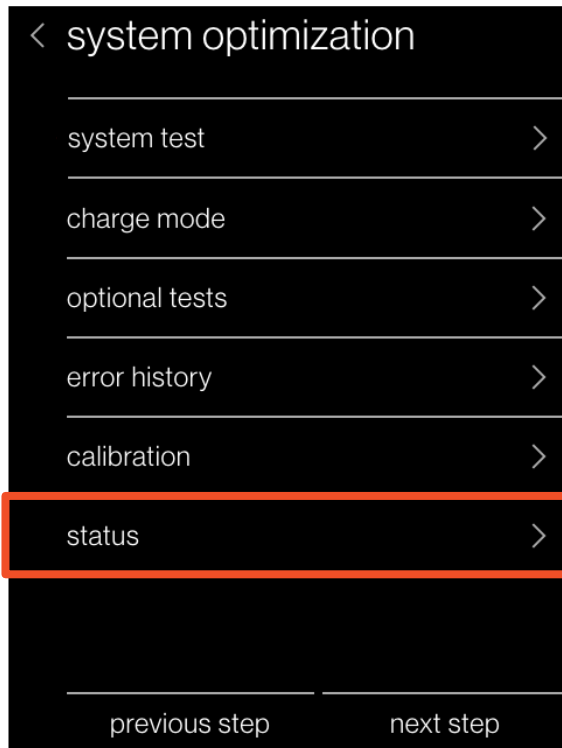 system optimization
system test
charge mode
optional tests
error history
calibration
status
previous step next step